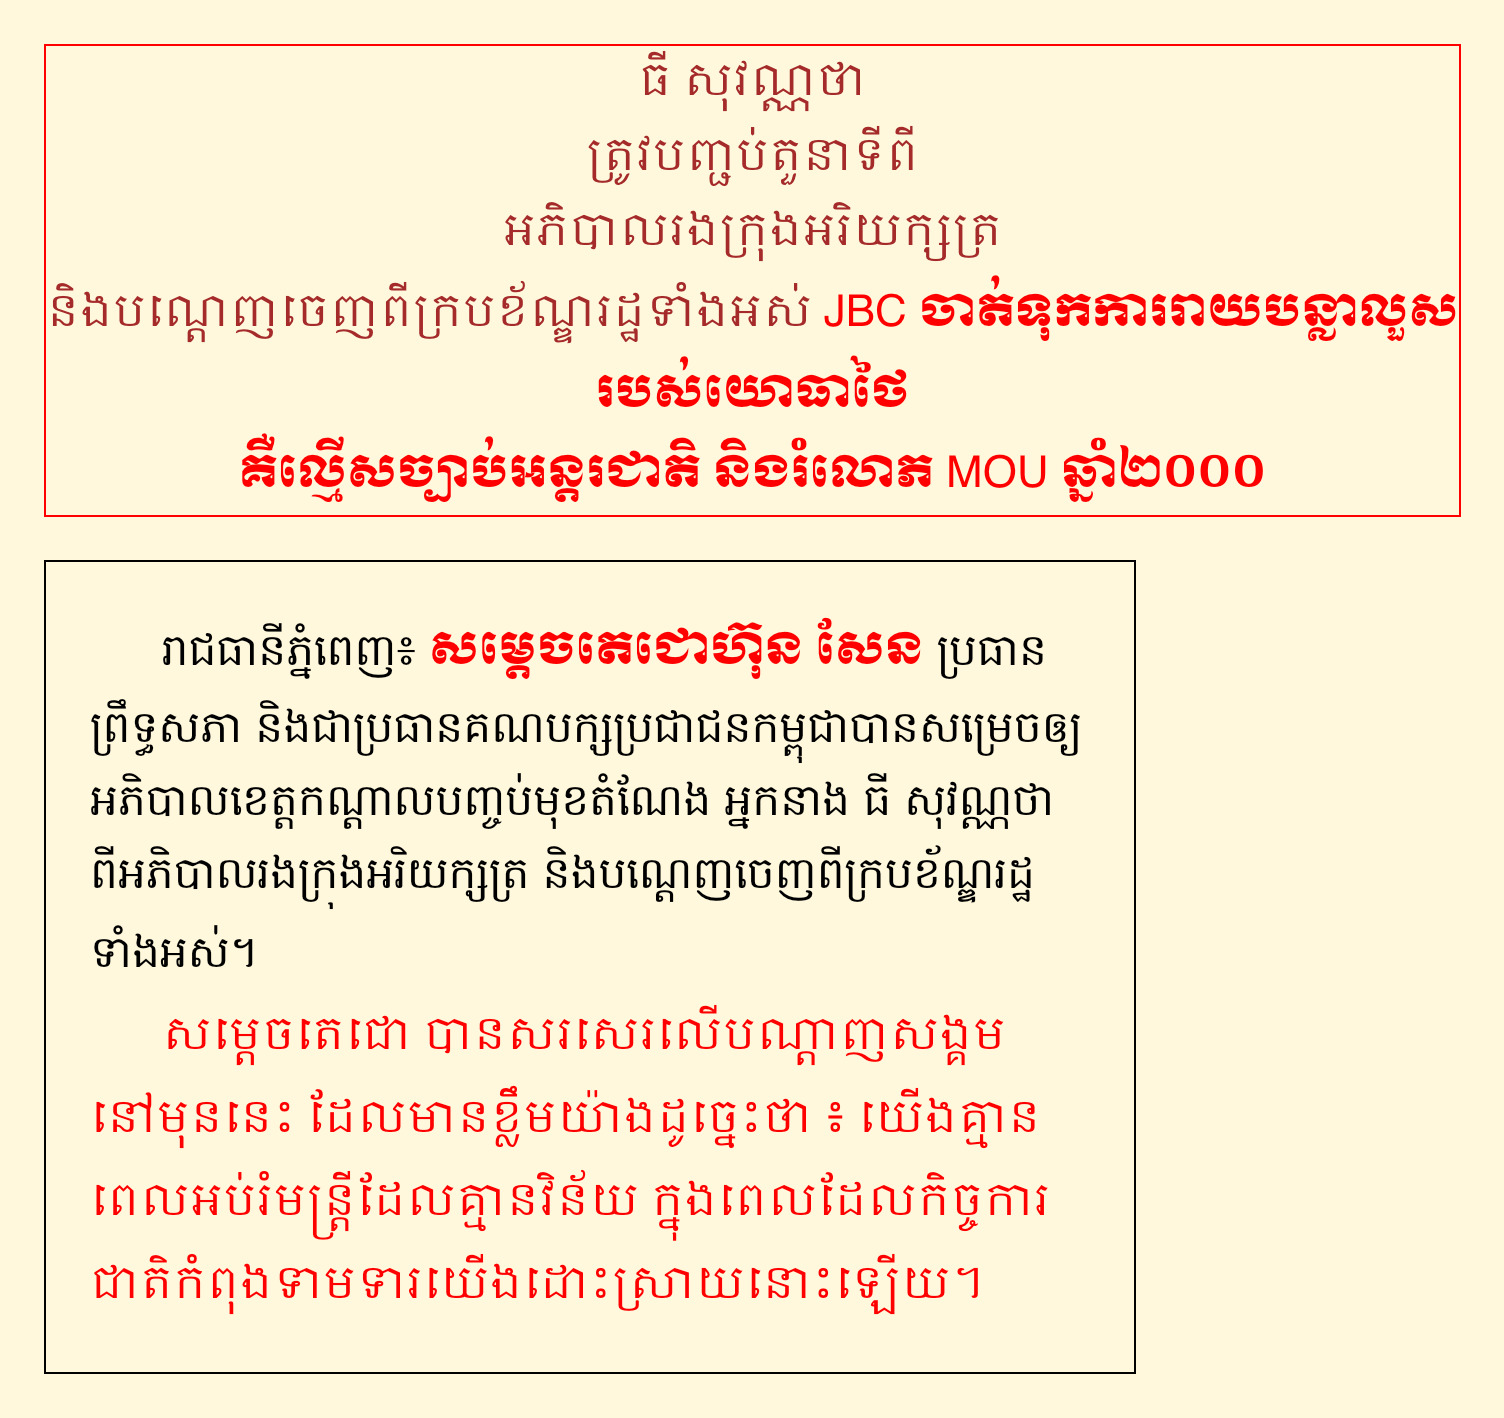 ធី សុវណ្ណថា
ត្រូវបញ្ជប់តួនាទីពី
អភិបាលរងក្រុងអរិយក្សត្រ
និងបណ្តេញចេញពីក្របខ័ណ្ឌរដ្ឋទាំងអស់ JBC ចាត់ទុកការរាយបន្លាលួស
របស់យោធាថៃ
គឺល្មើសច្បាប់អន្តរជាតិ និងរំលោភ MOU ឆ្នាំ២០០០
រាជធានីភ្នំពេញ៖ សម្តេចតេជោហ៊ុន សែន ប្រធាន
ព្រឹទ្ធសភា និងជាប្រធានគណបក្សប្រជាជនកម្ពុជាបានសម្រេចឲ្យ
អភិបាលខេត្តកណ្តាលបញ្ចប់មុខតំណែង អ្នកនាង ធី សុវណ្ណថា
ពីអភិបាលរងក្រុងអរិយក្សត្រ និងបណ្តេញចេញពីក្របខ័ណ្ឌរដ្ឋ
ទាំងអស់។
សម្តេចតេជោ បានសរសេរលើបណ្តាញសង្គម
នៅមុននេះ ដែលមានខ្លឹមយ៉ាងដូច្នេះថា ៖ យើងគ្មាន
ពេលអប់រំមន្ត្រីដែលគ្មានវិន័យ ក្នុងពេលដែលកិច្ចការ
ជាតិកំពុងទាមទារយើងដោះស្រាយនោះឡើយ។